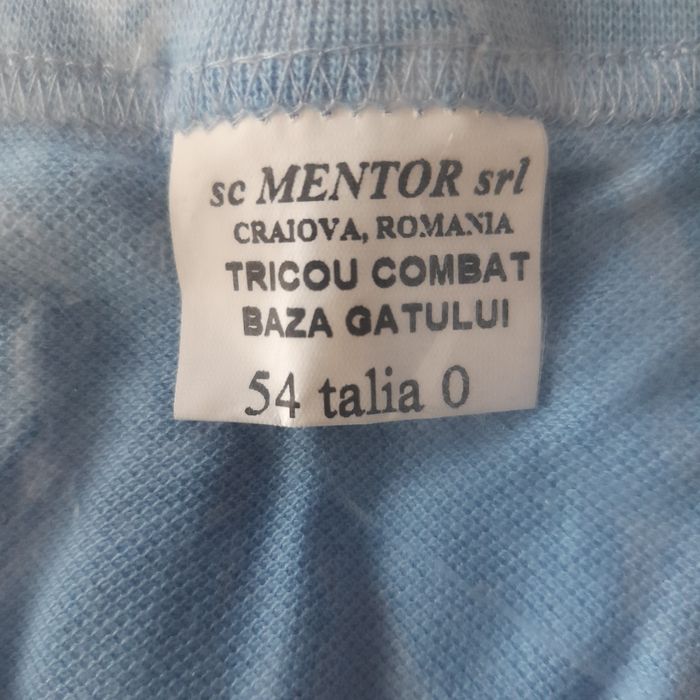 sc MENTOR srl
CRAIOVA, ROMANIA
TRICOU COMBAT
BAZA GATULUI
54 talia 0